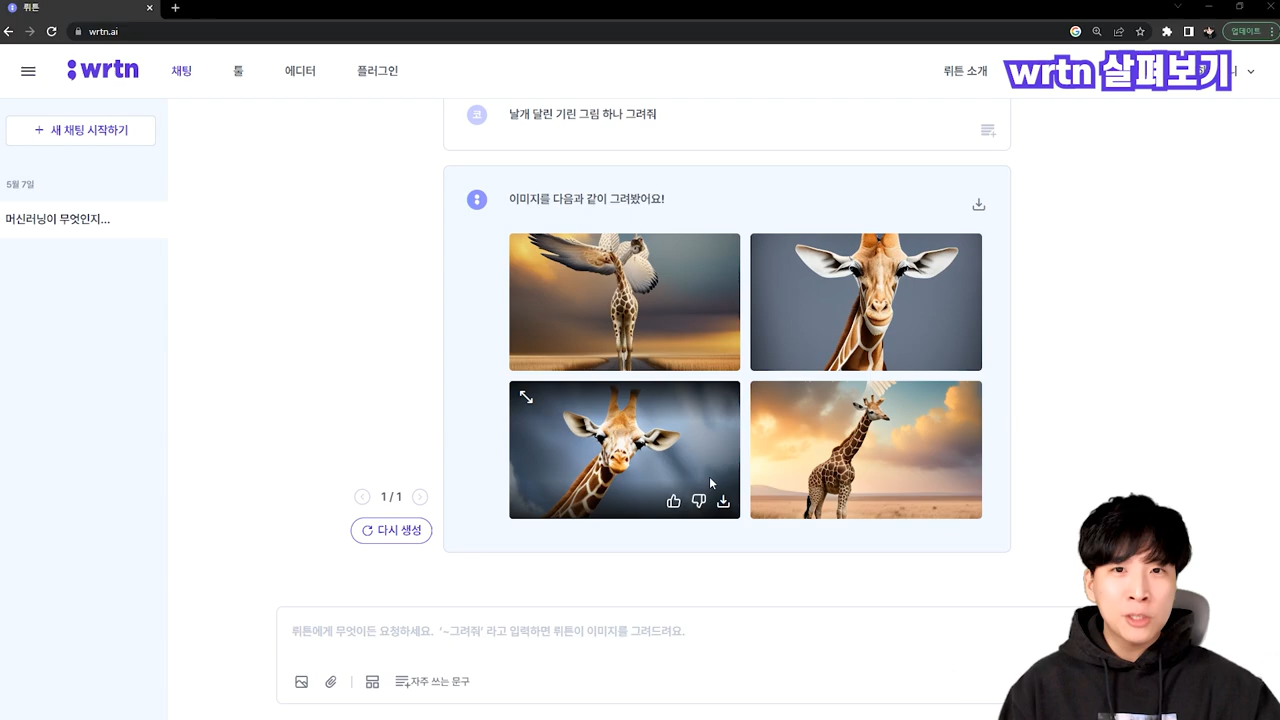 뤼튼
wrtn.ai
업데이트
wrtn
채팅
툴
에디터
플러그인
뤼튼 소개
wrtn 살펴보기
+ 새 채팅 시작하기
5월 7일
머신러닝이 무엇인지...
코
날개 달린 기린 그림 하나 그려줘
이미지를 다음과 같이 그려봤어요!
1 / 1
다시 생성
뤼튼에게 무엇이든 요청하세요. '~그려줘' 라고 입력하면 뤼튼이 이미지를 그려드려요.
자주 쓰는 문구